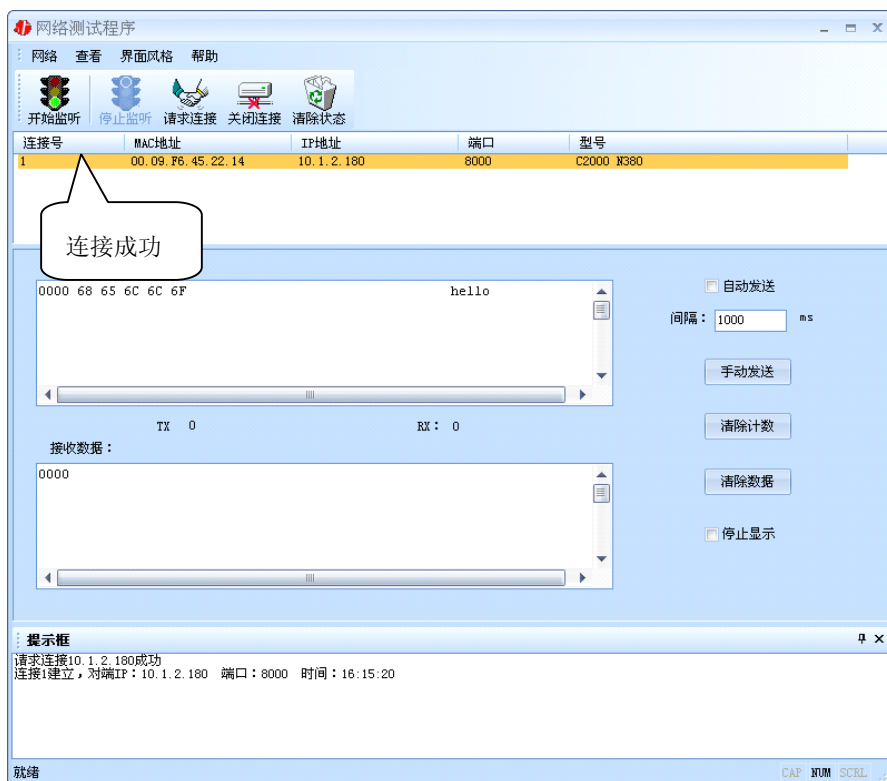 网络测试程序
网络 查看 界面风格 帮助
开始监听 停止监听 请求连接 关闭连接 清除状态
连接号 MAC地址 IP地址 端口 型号
1 00.09.F6.45.22.14 10.1.2.180 8000 C2000 N380
连接成功
0000 68 65 6C 6C 6F hello
自动发送
间隔： 1000 ms
手动发送
TX 0 RX： 0
清除计数
接收数据：
0000
清除数据
停止显示
提示框
请求连接10.1.2.180成功
连接1建立，对端IP：10.1.2.180 端口：8000 时间：16:15:20
就绪 CAP NUM SCRL